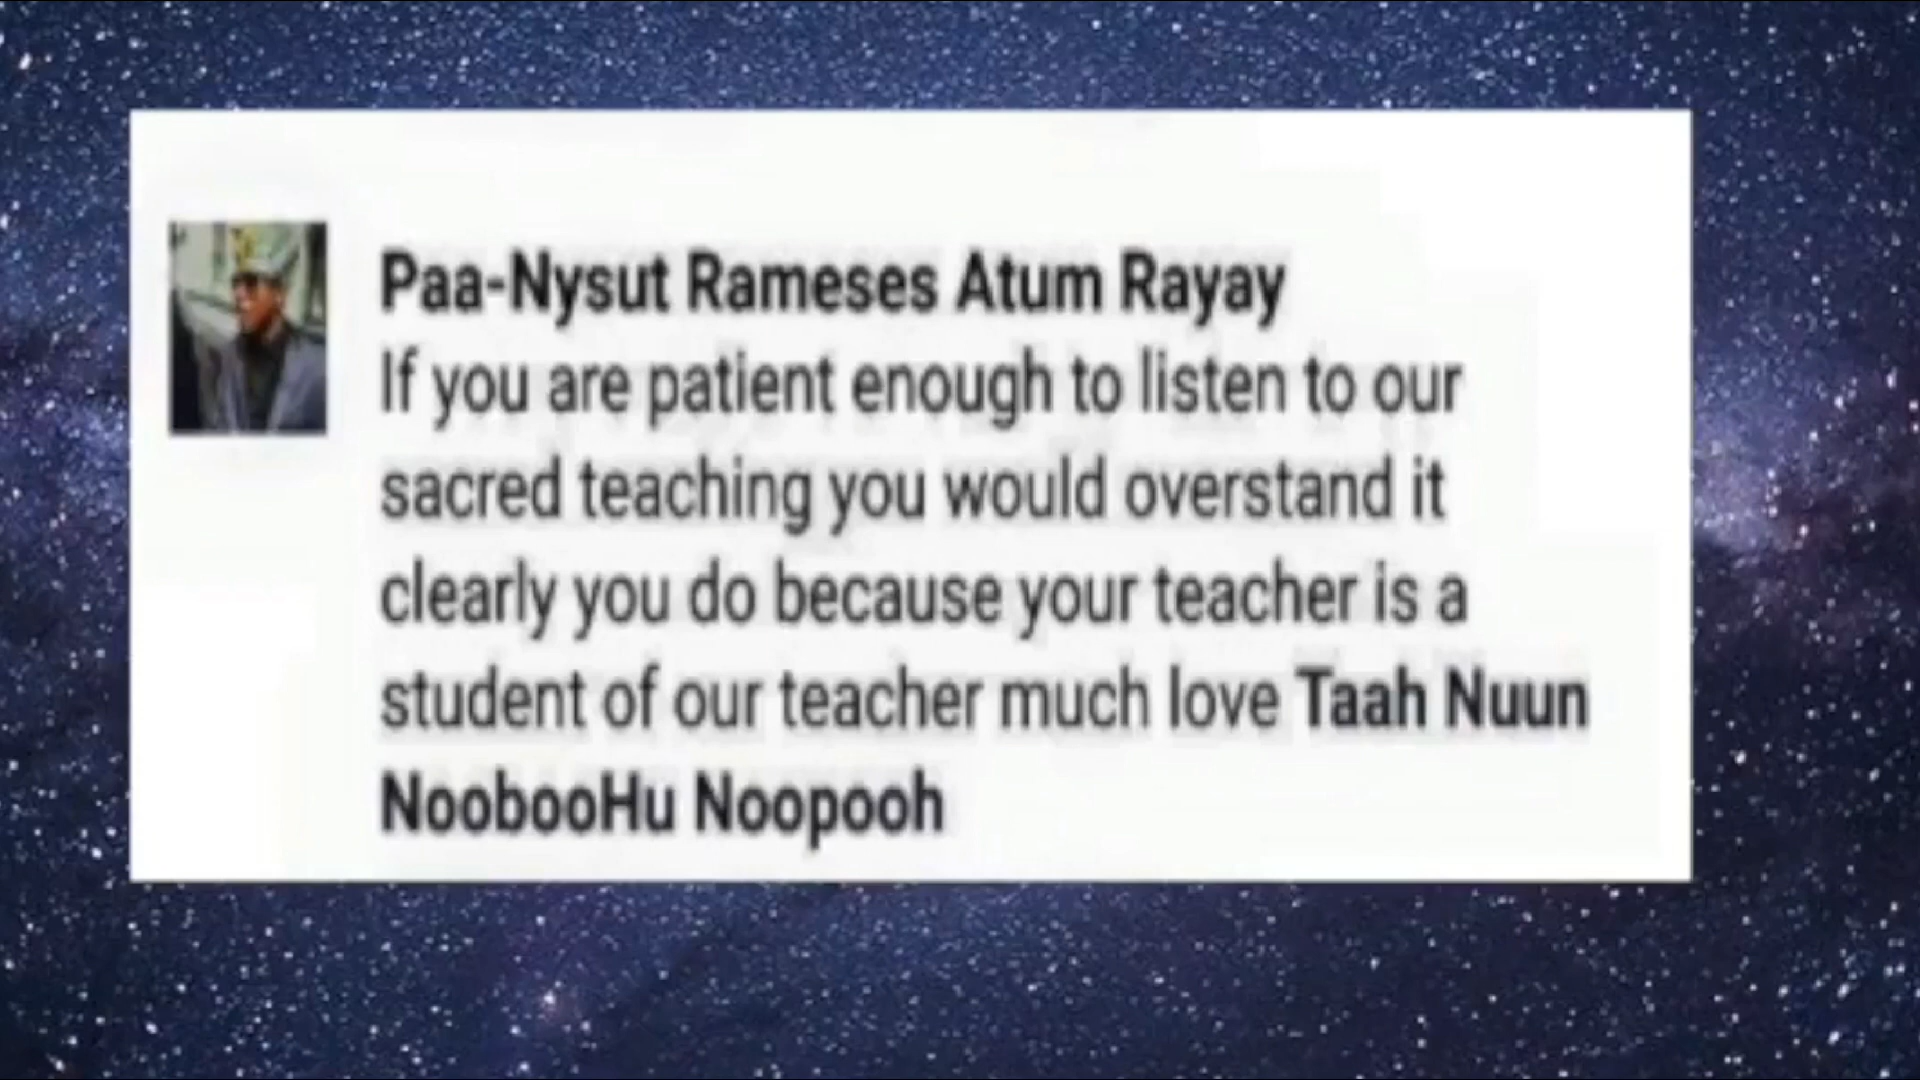 Paa-Nysut Rameses Atum Rayay
If you are patient enough to listen to our
sacred teaching you would overstand it
clearly you do because your teacher is a
student of our teacher much love Taah Nuun
NoobooHu Noopooh